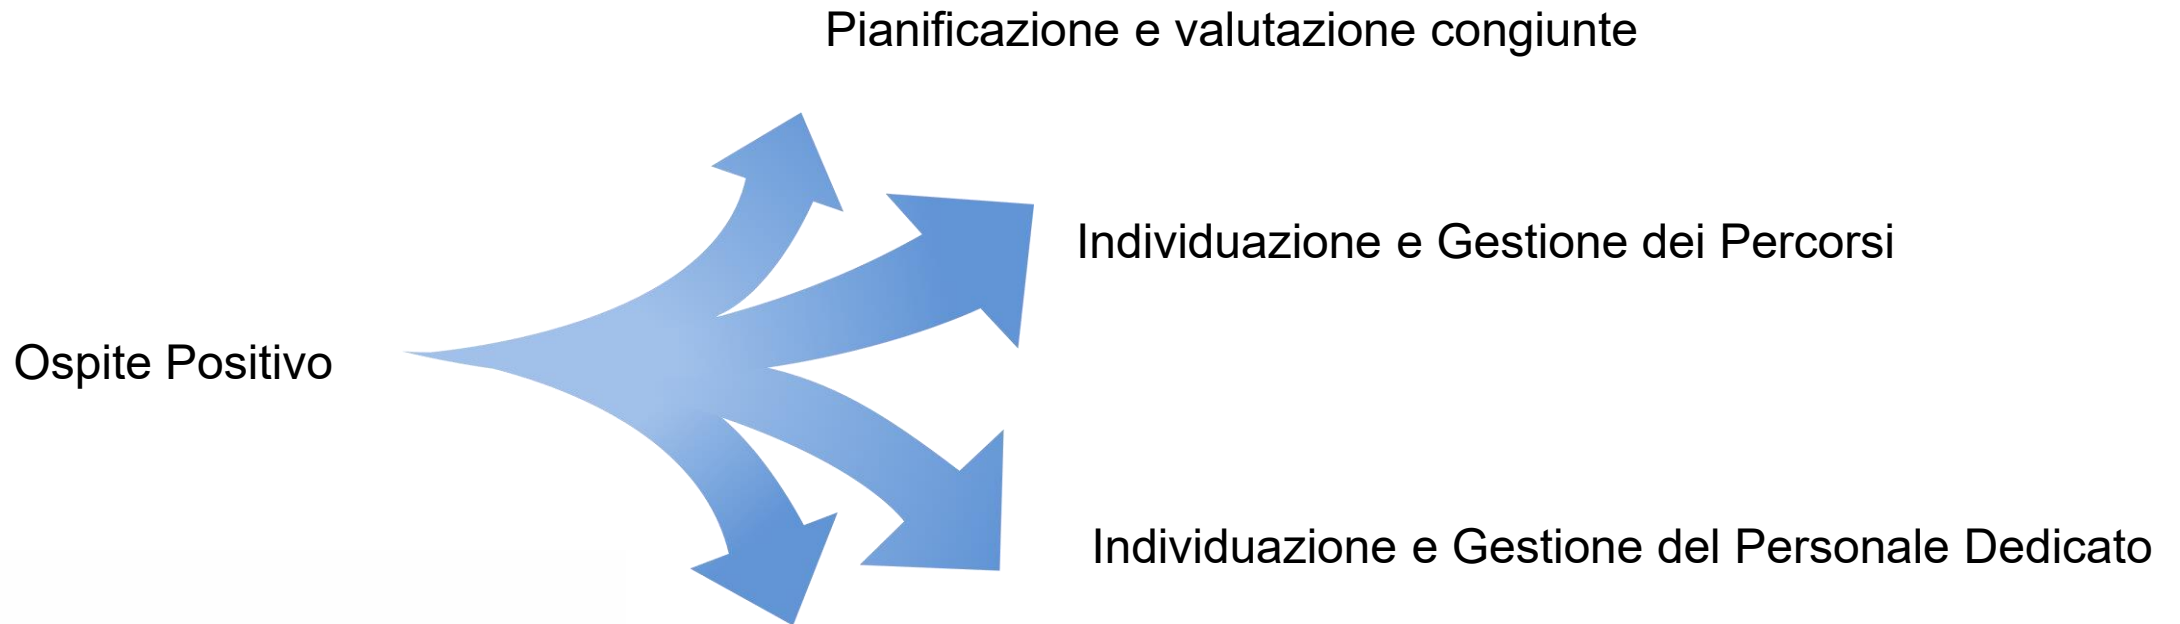 Pianificazione e valutazione congiunte
Individuazione e Gestione dei Percorsi
Ospite Positivo
Individuazione e Gestione del Personale Dedicato